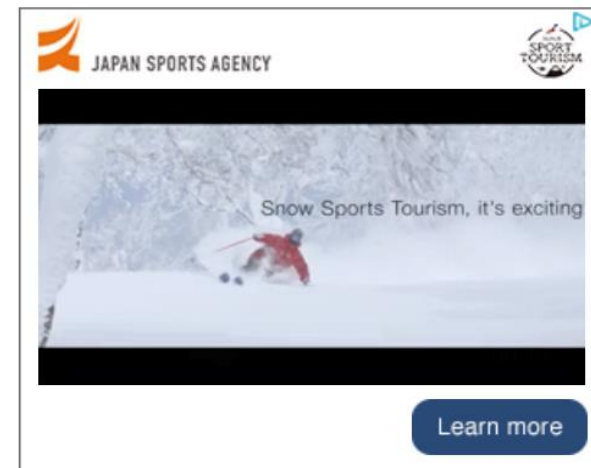 JAPAN SPORTS AGENCY
SPORT
TOURISM
Snow Sports Tourism, it's exciting
Learn more